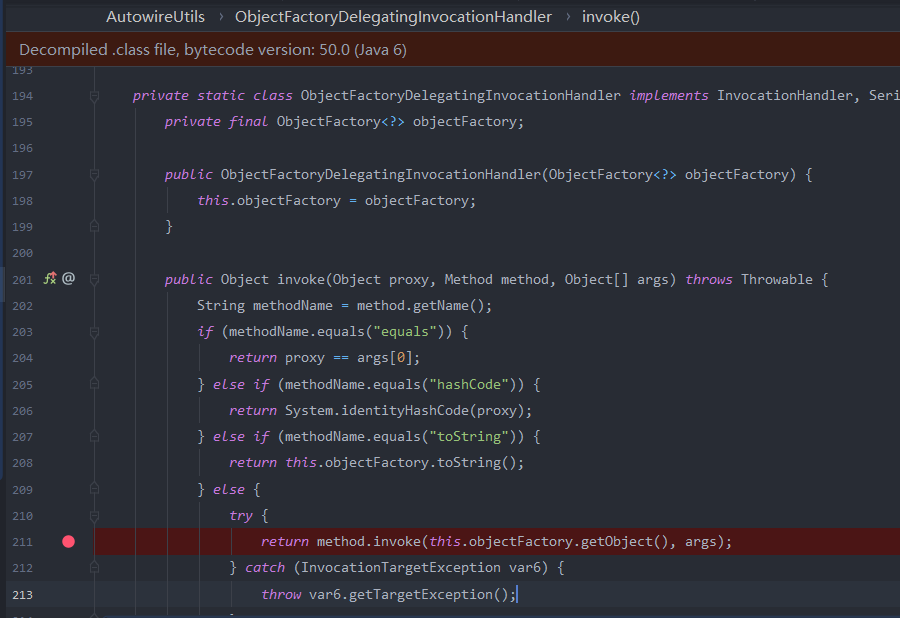 AutowireUtils › ObjectFactoryDelegatingInvocationHandler › invoke()
Decompiled .class file, bytecode version: 50.0 (Java 6)
193
194 private static class ObjectFactoryDelegatingInvocationHandler implements InvocationHandler, Seri
195 private final ObjectFactory<?> objectFactory;
196
197 public ObjectFactoryDelegatingInvocationHandler(ObjectFactory<?> objectFactory) {
198 this.objectFactory = objectFactory;
199 }
200
201 @ public Object invoke(Object proxy, Method method, Object[] args) throws Throwable {
202 String methodName = method.getName();
203 if (methodName.equals("equals")) {
204 return proxy == args[0];
205 } else if (methodName.equals("hashCode")) {
206 return System.identityHashCode(proxy);
207 } else if (methodName.equals("toString")) {
208 return this.objectFactory.toString();
209 } else {
210 try {
211 return method.invoke(this.objectFactory.getObject(), args);
212 } catch (InvocationTargetException var6) {
213 throw var6.getTargetException();